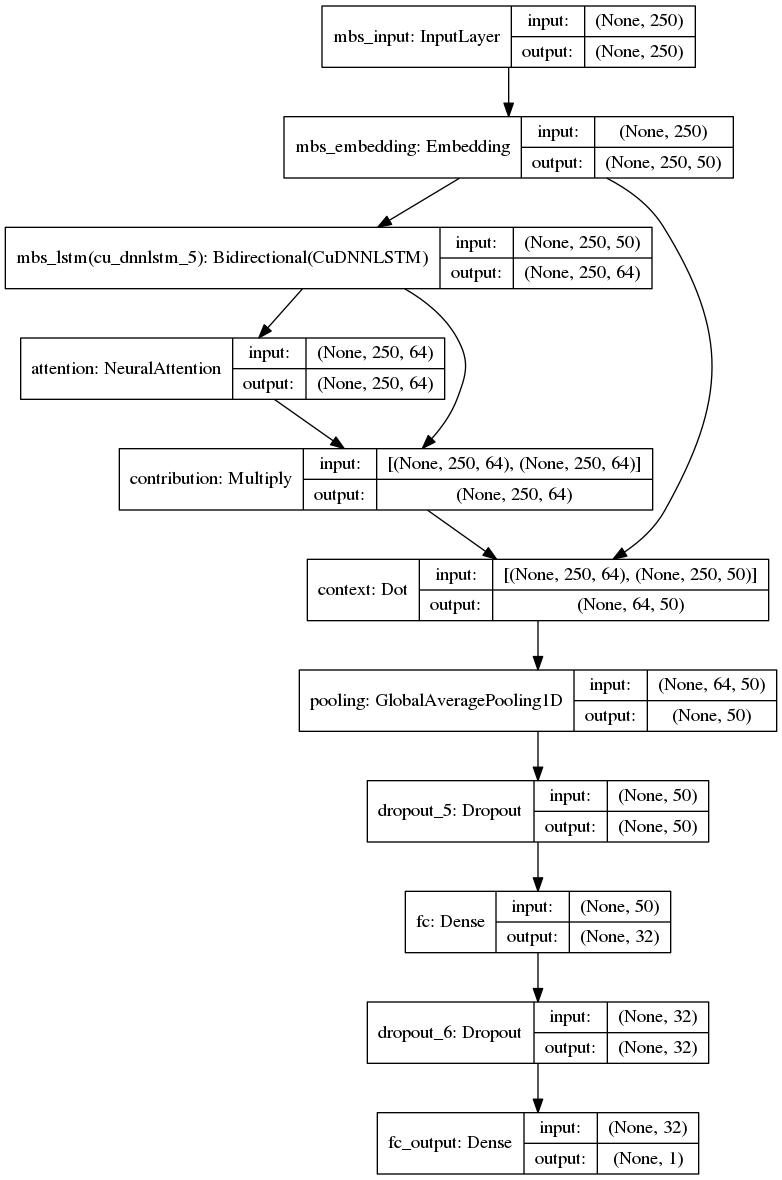 mbs_input: InputLayer
input: (None, 250)
output: (None, 250)
mbs_embedding: Embedding
input: (None, 250)
output: (None, 250, 50)
mbs_lstm(cu_dnnlstm_5): Bidirectional(CuDNNLSTM)
input: (None, 250, 50)
output: (None, 250, 64)
attention: NeuralAttention
input: (None, 250, 64)
output: (None, 250, 64)
contribution: Multiply
input: [(None, 250, 64), (None, 250, 64)]
output: (None, 250, 64)
context: Dot
input: [(None, 250, 64), (None, 250, 50)]
output: (None, 64, 50)
pooling: GlobalAveragePooling1D
input: (None, 64, 50)
output: (None, 50)
dropout_5: Dropout
input: (None, 50)
output: (None, 50)
fc: Dense
input: (None, 50)
output: (None, 32)
dropout_6: Dropout
input: (None, 32)
output: (None, 32)
fc_output: Dense
input: (None, 32)
output: (None, 1)